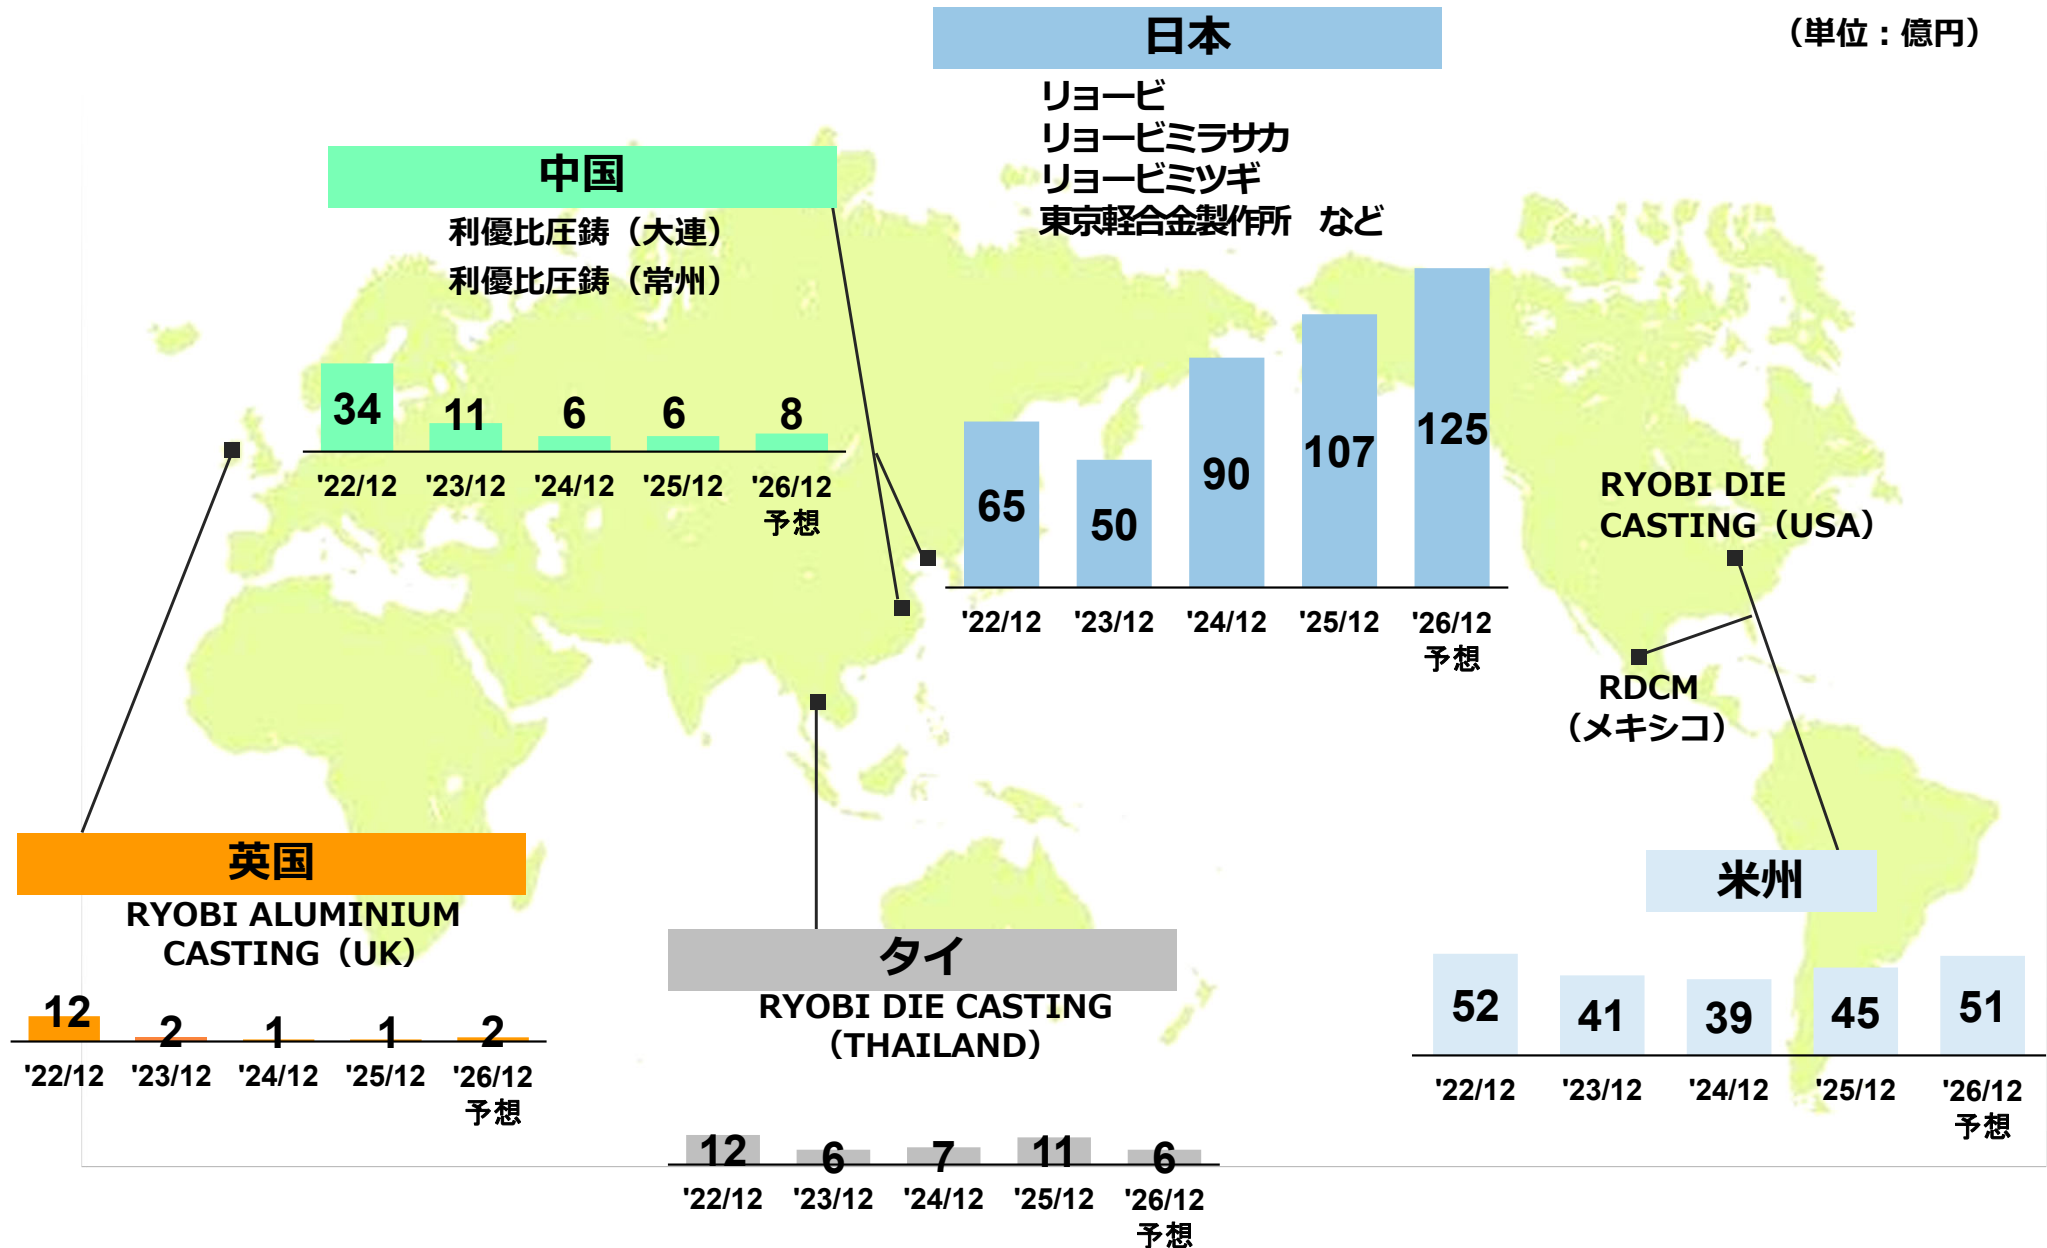 （単位：億円）
日本
リョービ
リョービミラサカ
リョービミツギ
東京軽合金製作所　など
65
50
90
107
125
'22/12
'23/12
'24/12
'25/12
'26/12
予想
中国
利優比圧鋳（大連）
利優比圧鋳（常州）
34
11
6
6
8
'22/12
'23/12
'24/12
'25/12
'26/12
予想
RYOBI DIE
CASTING（USA）
RDCM
（メキシコ）
米州
52
41
39
45
51
'22/12
'23/12
'24/12
'25/12
'26/12
予想
英国
RYOBI ALUMINIUM
CASTING（UK）
12
2
1
1
2
'22/12
'23/12
'24/12
'25/12
'26/12
予想
タイ
RYOBI DIE CASTING
（THAILAND）
12
6
7
11
6
'22/12
'23/12
'24/12
'25/12
'26/12
予想